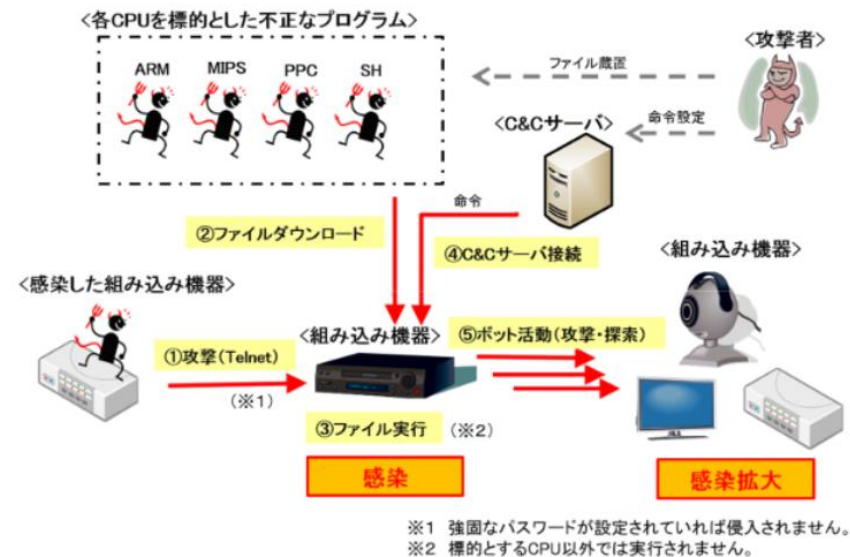 <各CPUを標的とした不正なプログラム>
ARM MIPS PPC SH
ファイル蔵置
<攻撃者>
<C&Cサーバ>
命令設定
②ファイルダウンロード
命令
④C&Cサーバ接続
<組み込み機器>
<感染した組み込み機器>
①攻撃(Telnet)
(※1)
<組み込み機器>
⑤ボット活動(攻撃・探索)
③ファイル実行 (※2)
感染
感染拡大
※1 強固なパスワードが設定されていれば侵入されません。
※2 標的とするCPU以外では実行されません。